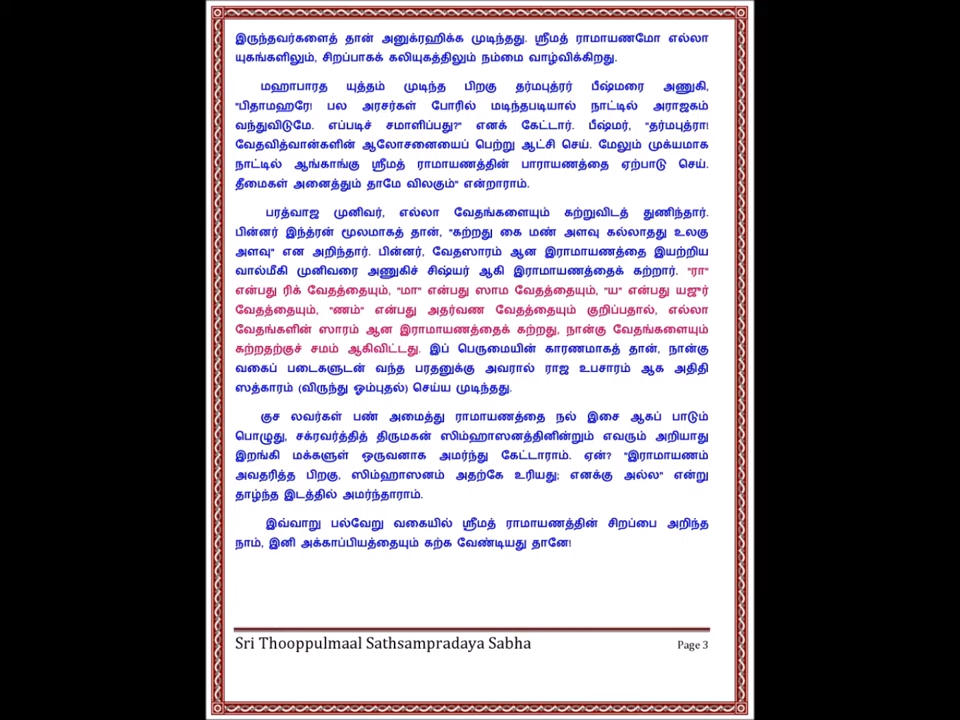 இருந்தவர்களைத் தான் அனுக்ரஹிக்க முடிந்தது. ஸ்ரீமத் ராமாயணமோ எல்லா
யுகங்களிலும், சிறப்பாகக் கலியுகத்திலும் நம்மை வாழ்விக்கிறது.
மஹாபாரத யுத்தம் முடிந்த பிறகு தர்மபுத்ரர் பீஷ்மரை அணுகி,
"பிதாமஹரே! பல அரசர்கள் போரில் மடிந்தபடியால் நாட்டில் அராஜகம்
வந்துவிடுமே. எப்படிச் சமாளிப்பது?" எனக் கேட்டார். பீஷ்மர், "தர்மபுத்ரா!
வேதவித்வான்களின் ஆலோசனையைப் பெற்று ஆட்சி செய். மேலும் முக்யமாக
நாட்டில் ஆங்காங்கு ஸ்ரீமத் ராமாயணத்தின் பாராயணத்தை ஏற்பாடு செய்.
தீமைகள் அனைத்தும் தாமே விலகும்" என்றாராம்.
பரத்வாஜ முனிவர், எல்லா வேதங்களையும் கற்றுவிடத் துணிந்தார்.
பின்னர் இந்த்ரன் மூலமாகத் தான், "கற்றது கை மண் அளவு கல்லாதது உலகு
அளவு" என அறிந்தார். பின்னர், வேதஸாரம் ஆன இராமாயணத்தை இயற்றிய
வால்மீகி முனிவரை அணுகிச் சிஷ்யர் ஆகி இராமாயணத்தைக் கற்றார். "ரா"
என்பது ரிக் வேதத்தையும், "மா" என்பது ஸாம வேதத்தையும், "ய" என்பது யஜுர்
வேதத்தையும், "ணம்" என்பது அதர்வண வேதத்தையும் குறிப்பதால், எல்லா
வேதங்களின் ஸாரம் ஆன இராமாயணத்தைக் கற்றது, நான்கு வேதங்களையும்
கற்றதற்குச் சமம் ஆகிவிட்டது. இப் பெருமையின் காரணமாகத் தான், நான்கு
வகைப் படைகளுடன் வந்த பரதனுக்கு அவரால் ராஜ உபசாரம் ஆக அதிதி
ஸத்காரம் (விருந்து ஓம்புதல்) செய்ய முடிந்தது.
குச லவர்கள் பண் அமைத்து ராமாயணத்தை நல் இசை ஆகப் பாடும்
பொழுது, சக்ரவர்த்தித் திருமகன் ஸிம்ஹாஸனத்தினின்றும் எவரும் அறியாது
இறங்கி மக்களுள் ஒருவனாக அமர்ந்து கேட்டாராம். ஏன்? "இராமாயணம்
அவதரித்த பிறகு, ஸிம்ஹாஸனம் அதற்கே உரியது; எனக்கு அல்ல" என்று
தாழ்ந்த இடத்தில் அமர்ந்தாராம்.
இவ்வாறு பல்வேறு வகையில் ஸ்ரீமத் ராமாயணத்தின் சிறப்பை அறிந்த
நாம், இனி அக்காப்பியத்தையும் கற்க வேண்டியது தானே!
Sri Thooppulmaal Sathsampradaya Sabha Page 3